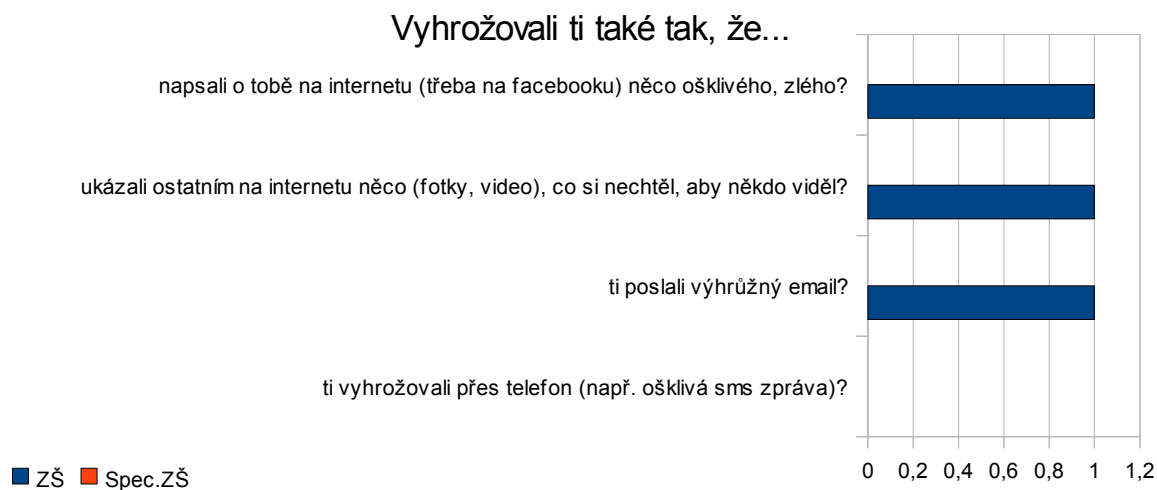 Vyhrožovali ti také tak, že...
napsali o tobě na internetu (třeba na facebooku) něco ošklivého, zlého?
ukázali ostatním na internetu něco (fotky, video), co si nechtěl, aby někdo viděl?
ti poslali výhrůžný email?
ti vyhrožovali přes telefon (např. ošklivá sms zpráva)?
0 0,2 0,4 0,6 0,8 1 1,2
ZŠ Spec.ZŠ